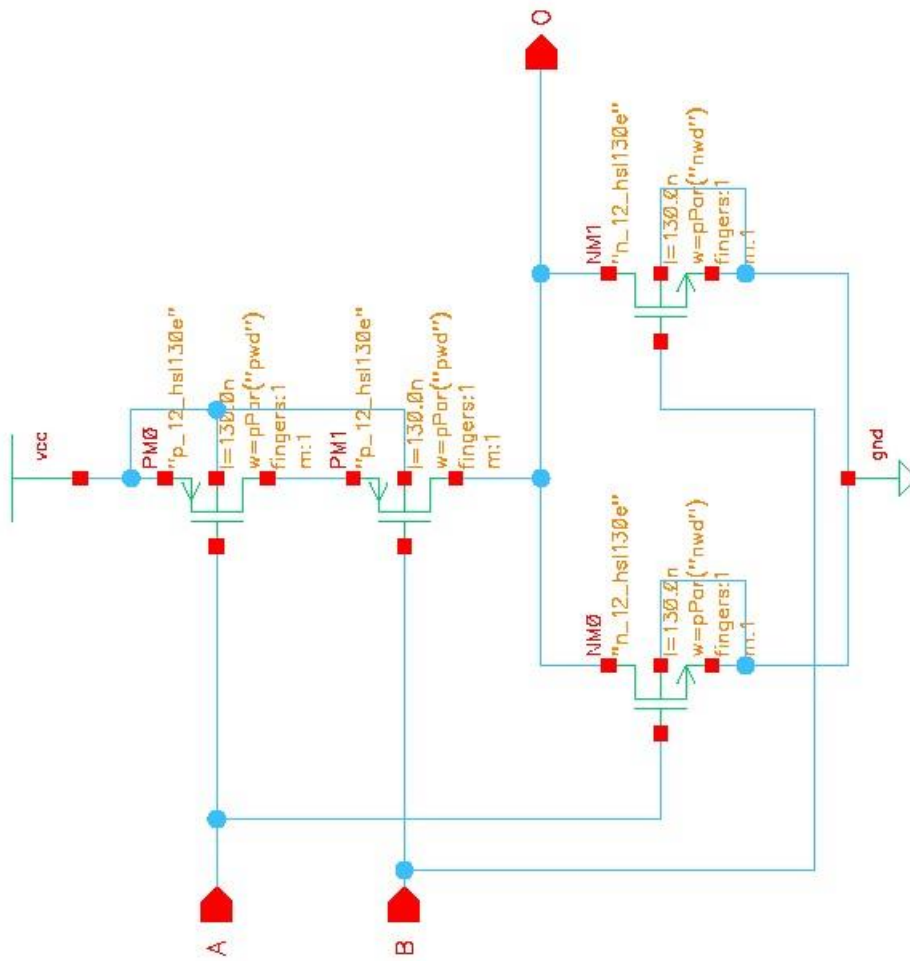 vcc
PM0
"p_12_hsl130e"
l=130.0n
w=pPar("pwd")
fingers:1
m:1
PM1
"p_12_hsl130e"
l=130.0n
w=pPar("pwd")
fingers:1
m:1
A
B
O
NM0
"n_12_hsl130e"
l=130.0n
w=pPar("nwd")
fingers:1
m:1
NM1
"n_12_hsl130e"
l=130.0n
w=pPar("nwd")
fingers:1
m:1
gnd